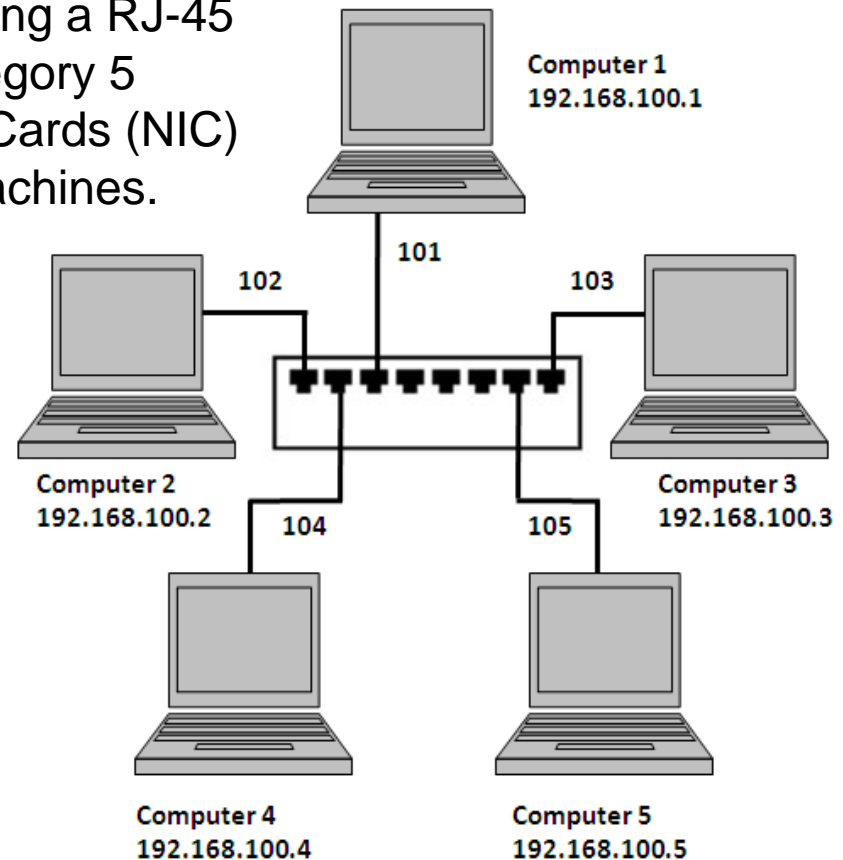 ng a RJ-45
egory 5
Cards (NIC)
achines.
Computer 1
192.168.100.1
101
102
103
Computer 2
192.168.100.2
Computer 3
192.168.100.3
104
105
Computer 4
192.168.100.4
Computer 5
192.168.100.5